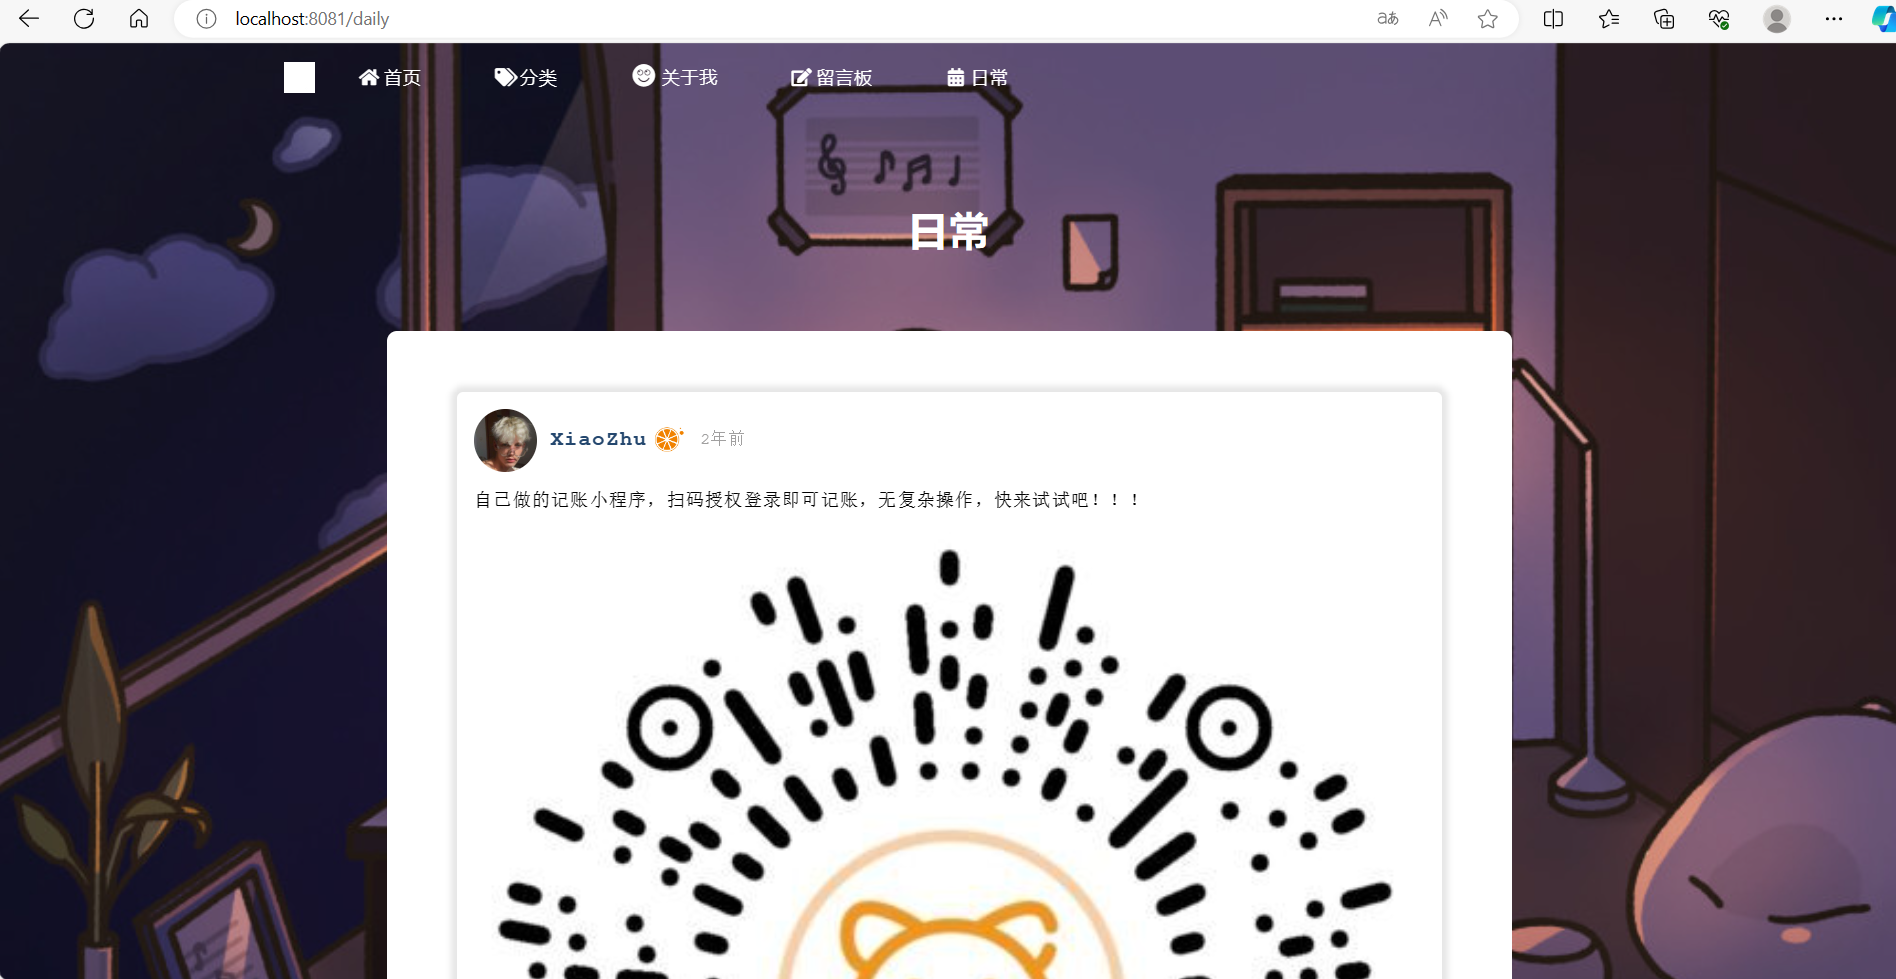 localhost:8081/daily
首页 分类 关于我 留言板 日常
日常
XiaoZhu 2年前
自己做的记账小程序，扫码授权登录即可记账，无复杂操作，快来试试吧！！！